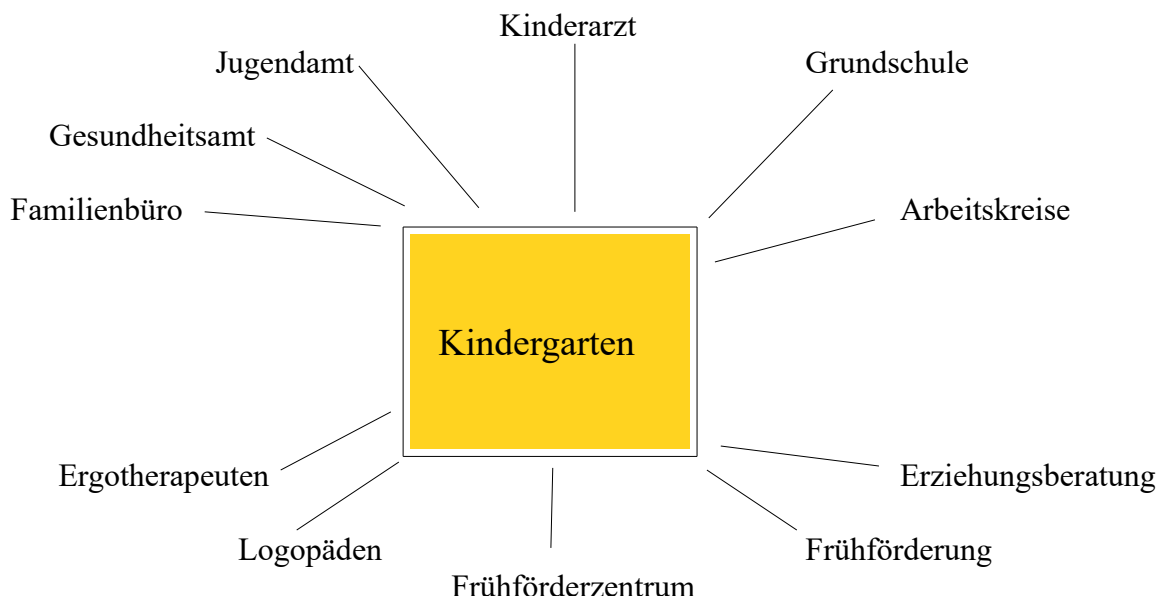 Kinderarzt
Jugendamt
Grundschule
Gesundheitsamt
Familienbüro
Arbeitskreise
Kindergarten
Ergotherapeuten
Erziehungsberatung
Logopäden
Frühförderung
Frühförderzentrum